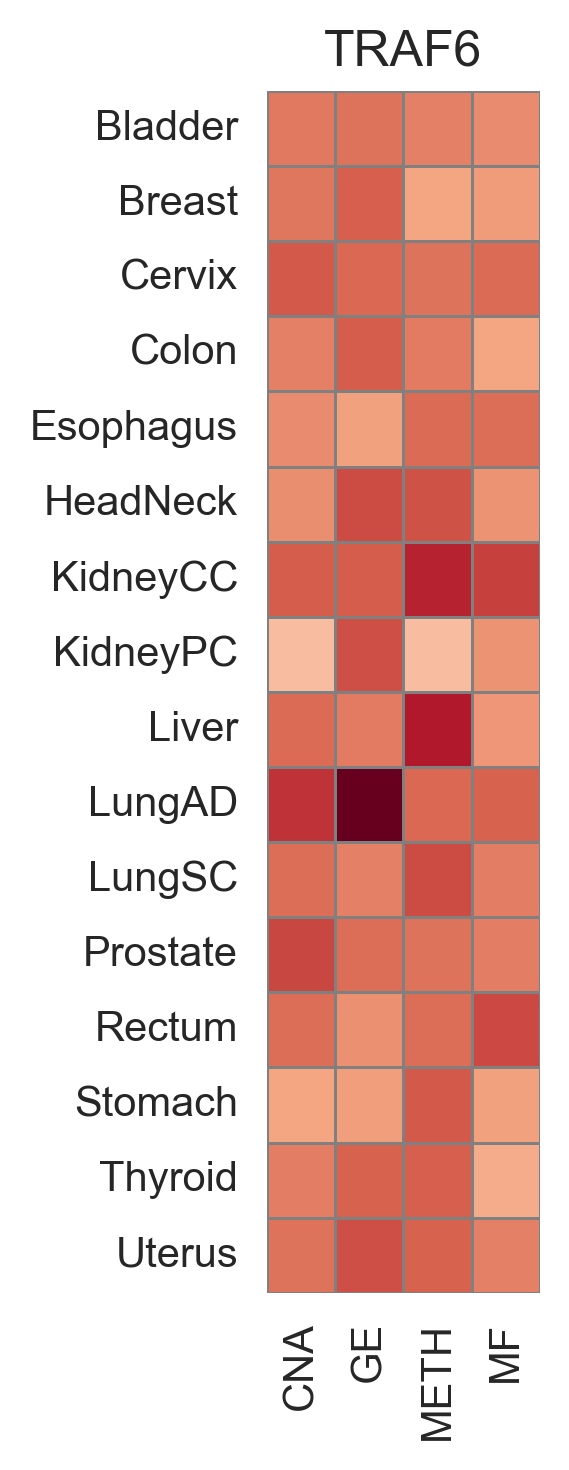 TRAF6
Bladder
Breast
Cervix
Colon
Esophagus
HeadNeck
KidneyCC
KidneyPC
Liver
LungAD
LungSC
Prostate
Rectum
Stomach
Thyroid
Uterus
CNA
GE
METH
MF